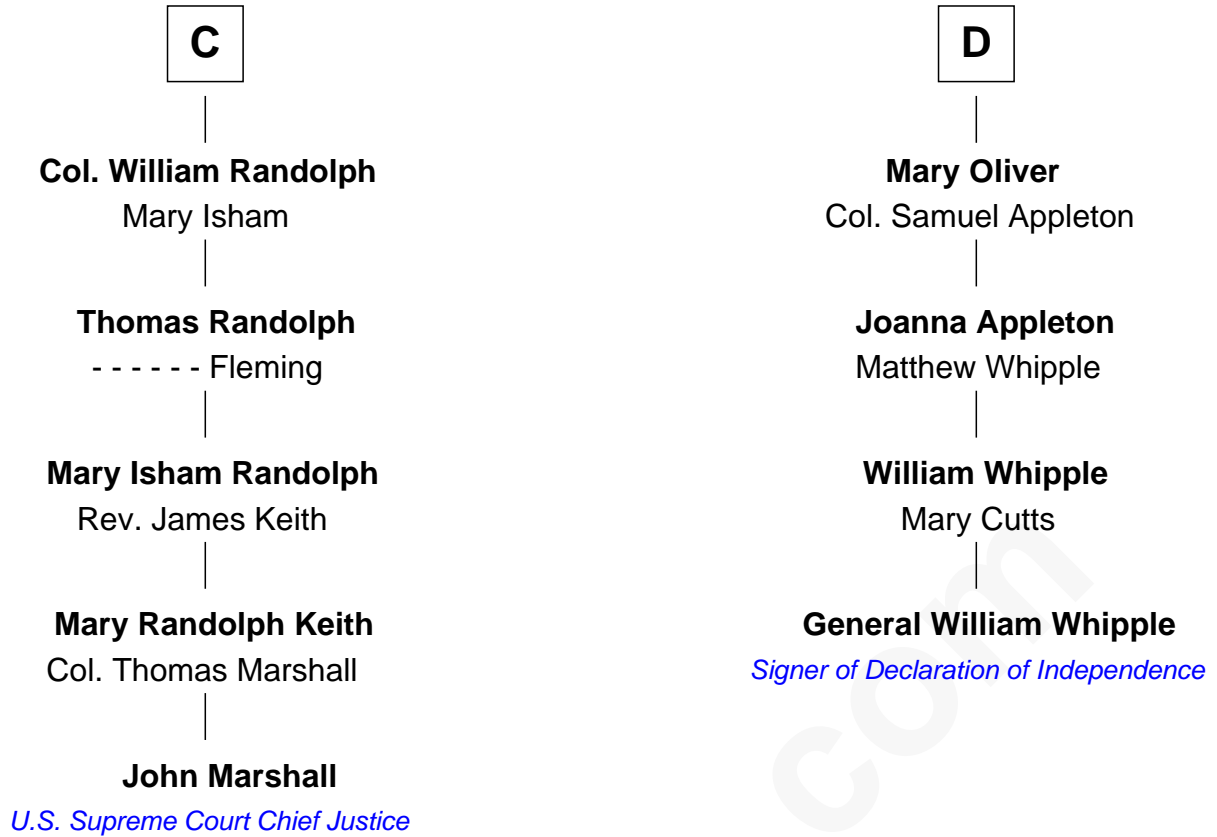 C
Col. William Randolph
Mary Isham
Thomas Randolph
- - - - - - Fleming
Mary Isham Randolph
Rev. James Keith
Mary Randolph Keith
Col. Thomas Marshall
John Marshall
U.S. Supreme Court Chief Justice
D
Mary Oliver
Col. Samuel Appleton
Joanna Appleton
Matthew Whipple
William Whipple
Mary Cutts
General William Whipple
Signer of Declaration of Independence
com